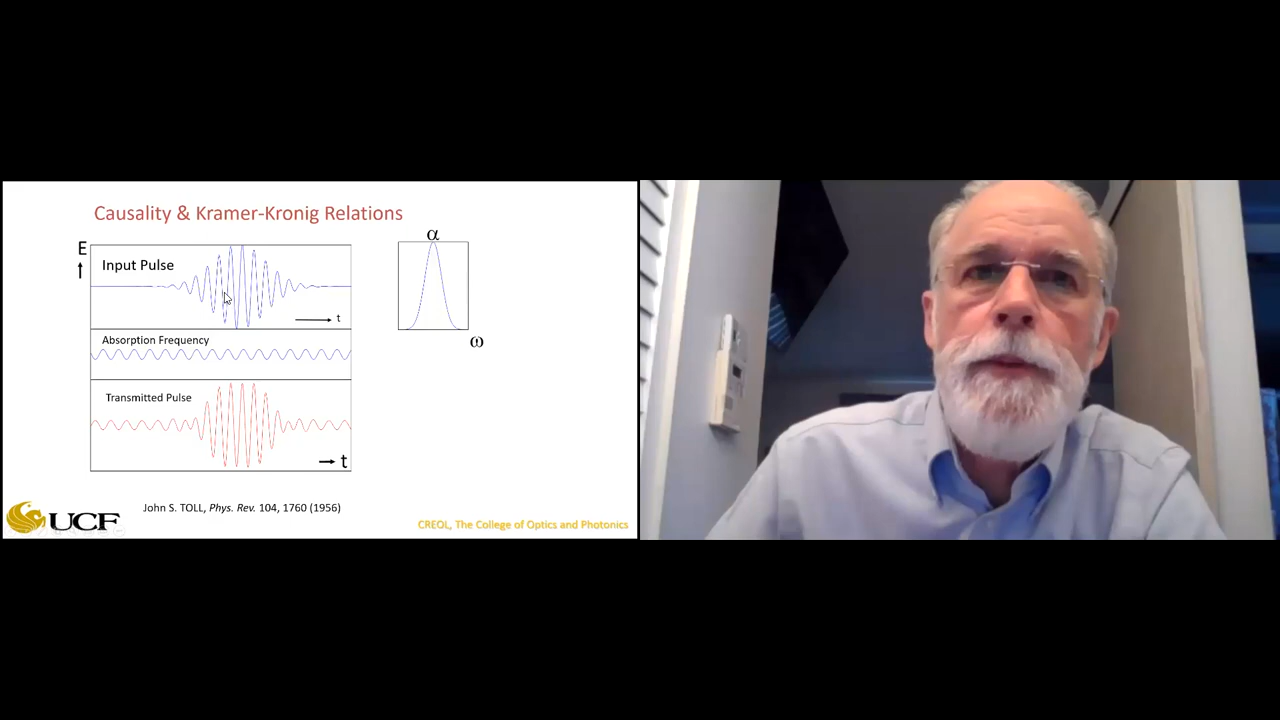 Causality & Kramer-Kronig Relations
E
Input Pulse
t
Absorption Frequency
Transmitted Pulse
t
α
ω
John S. TOLL, Phys. Rev. 104, 1760 (1956)
UCF
CREOL, The College of Optics and Photonics